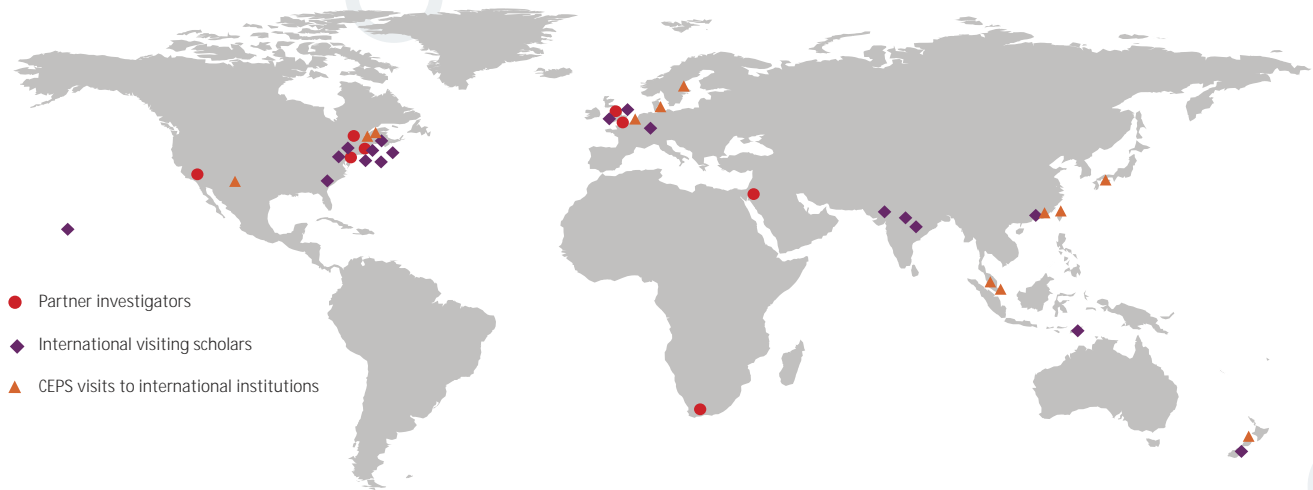 Partner investigators
International visiting scholars
CEPS visits to international institutions